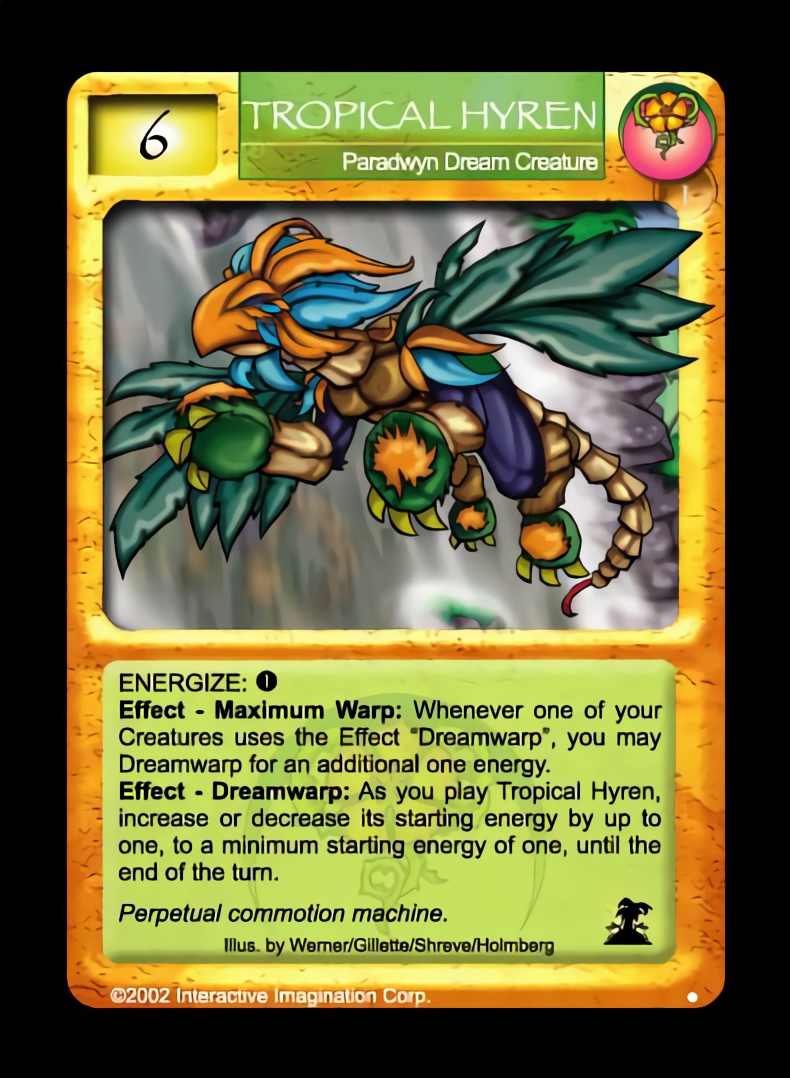 6
TROPICAL HYREN
Paradwyn Dream Creature
1
ENERGIZE: 1
Effect - Maximum Warp: Whenever one of your
Creatures uses the Effect "Dreamwarp", you may
Dreamwarp for an additional one energy.
Effect - Dreamwarp: As you play Tropical Hyren,
increase or decrease its starting energy by up to
one, to a minimum starting energy of one, until the
end of the turn.
Perpetual commotion machine.
Illus. by Werner/Gillette/Shreve/Holmberg
©2002 Interactive Imagination Corp.